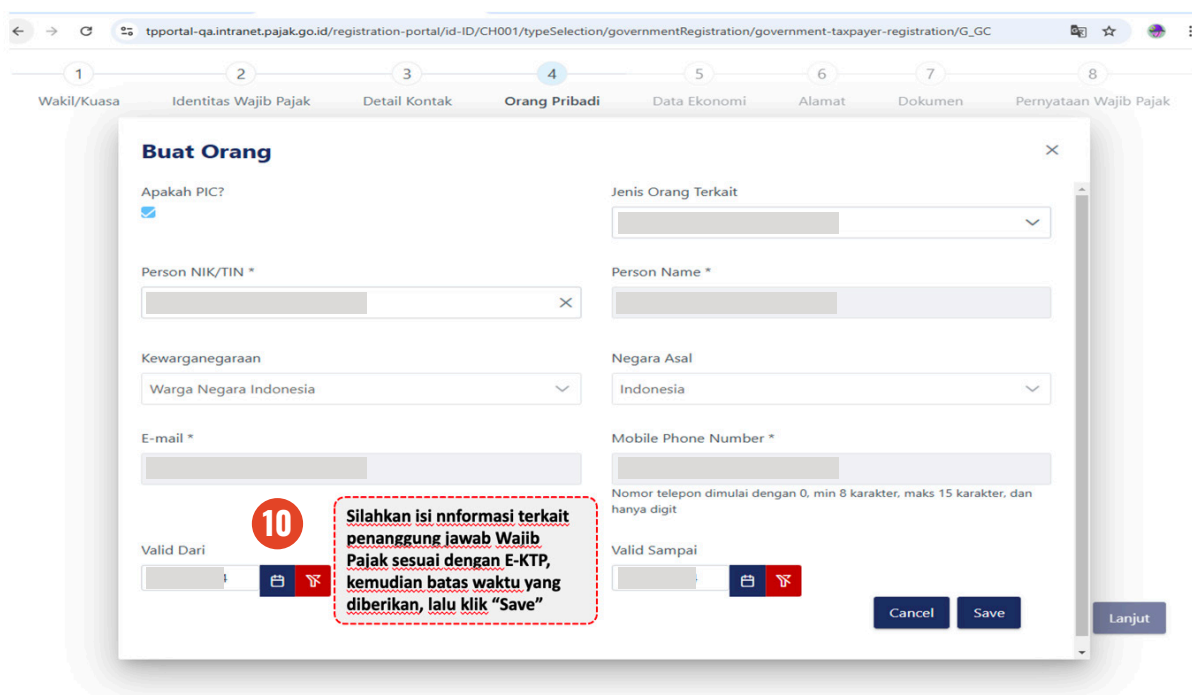 tpportal-qa.intranet.pajak.go.id/registration-portal/id-ID/CH001/typeSelection/governmentRegistration/government-taxpayer-registration/G_GC
1 2 3 4 5 6 7 8
Wakil/Kuasa Identitas Wajib Pajak Detail Kontak Orang Pribadi Data Ekonomi Alamat Dokumen Pernyataan Wajib Pajak
Buat Orang
Apakah PIC?
Jenis Orang Terkait
Person NIK/TIN *
Person Name *
Kewarganegaraan
Negara Asal
Warga Negara Indonesia
Indonesia
E-mail *
Mobile Phone Number *
Nomor telepon dimulai dengan 0, min 8 karakter, maks 15 karakter, dan
hanya digit
10
Silahkan isi nnformasi terkait
penanggung jawab Wajib
Pajak sesuai dengan E-KTP,
kemudian batas waktu yang
diberikan, lalu klik “Save”
Valid Dari
Valid Sampai
Cancel
Save
Lanjut